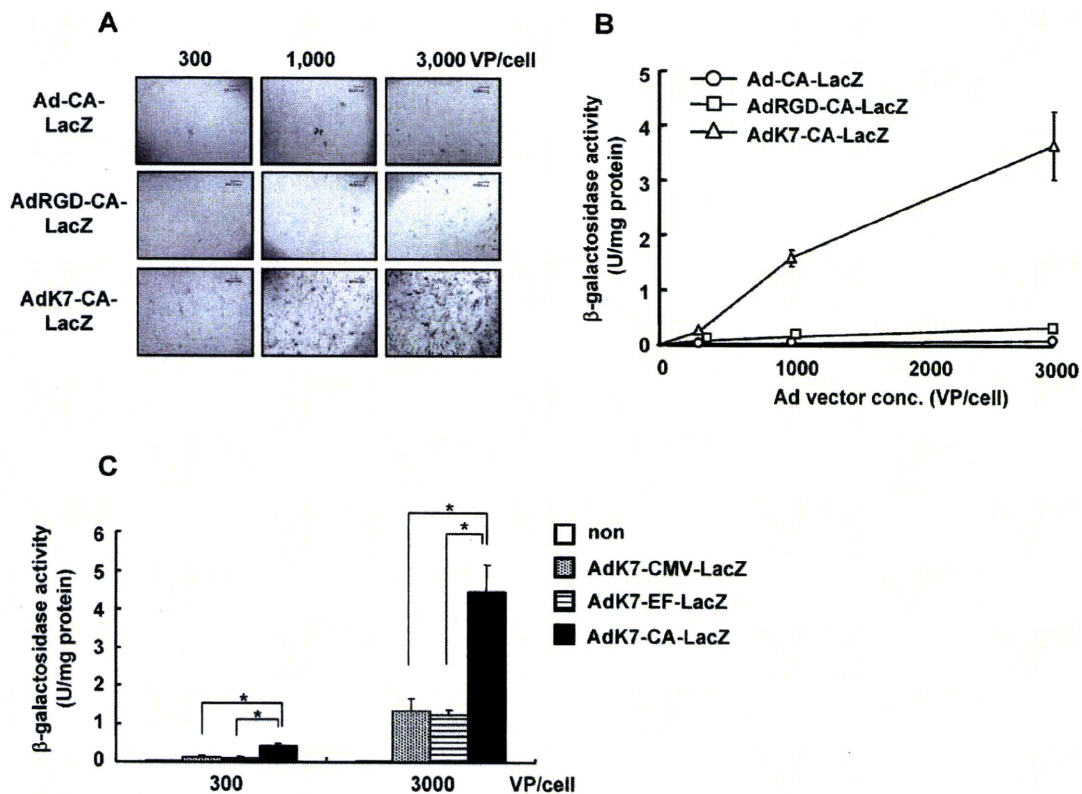 A
300 1,000 3,000 VP/cell
Ad-CA-
LacZ
AdRGD-CA-
LacZ
AdK7-CA-
LacZ
B
β-galactosidase activity
(U/mg protein)
5
4
3
2
1
0
Ad-CA-LacZ
AdRGD-CA-LacZ
AdK7-CA-LacZ
0 1000 2000 3000
Ad vector conc. (VP/cell)
C
β-galactosidase activity
(U/mg protein)
6
5
4
3
2
1
0
*
*
*
*
300 3000 VP/cell
non
AdK7-CMV-LacZ
AdK7-EF-LacZ
AdK7-CA-LacZ